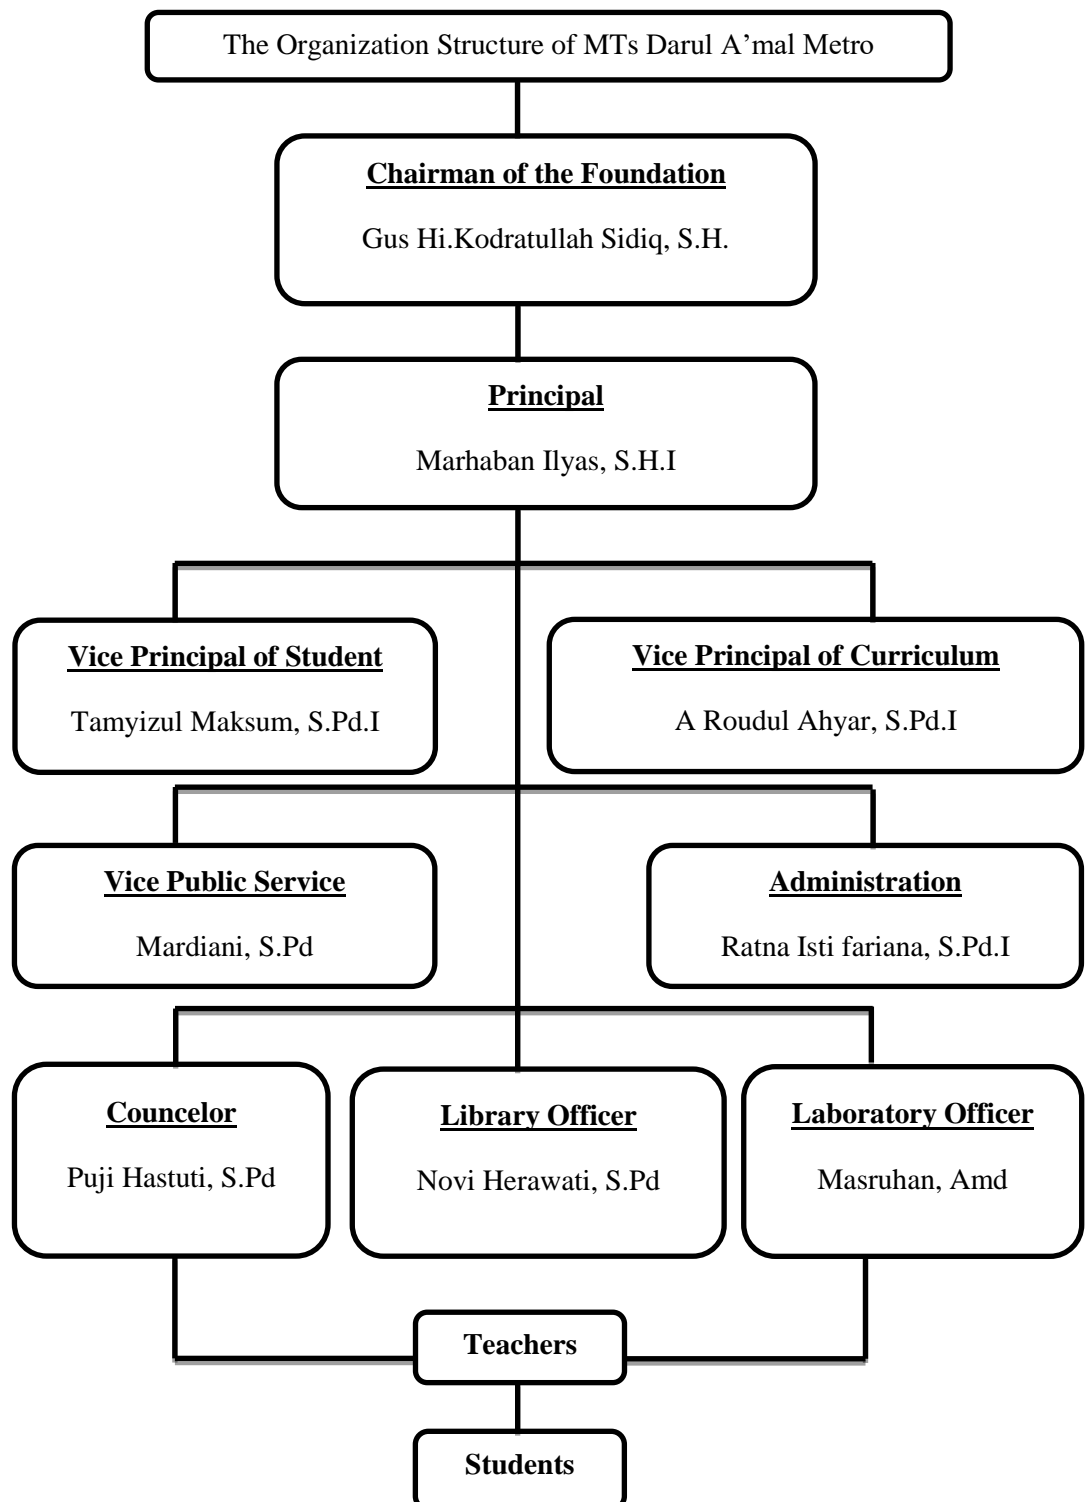 The Organization Structure of MTs Darul A’mal Metro
Chairman of the Foundation
Gus Hi.Kodratullah Sidiq, S.H.
Principal
Marhaban Ilyas, S.H.I
Vice Principal of Student
Tamyizul Maksum, S.Pd.I
Vice Principal of Curriculum
A Roudul Ahyar, S.Pd.I
Vice Public Service
Mardiani, S.Pd
Administration
Ratna Isti fariana, S.Pd.I
Councelor
Puji Hastuti, S.Pd
Library Officer
Novi Herawati, S.Pd
Laboratory Officer
Masruhan, Amd
Teachers
Students